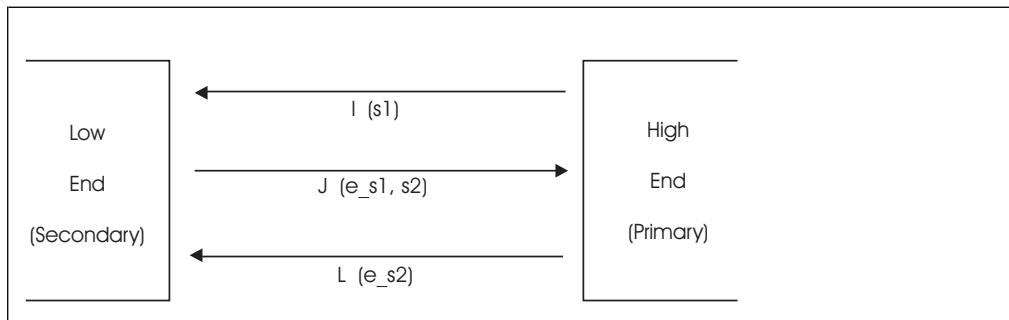 I (s1)
Low
End
(Secondary)
J (e_s1, s2)
High
End
(Primary)
L (e_s2)